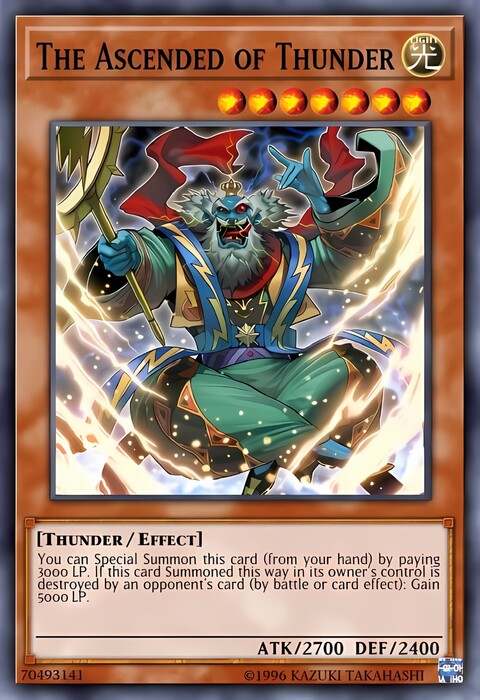 THE ASCENDED OF THUNDER
LIGHT
光
[THUNDER / EFFECT]
You can Special Summon this card (from your hand) by paying
3000 LP. If this card Summoned this way in its owner's control is
destroyed by an opponent's card (by battle or card effect): Gain
5000 LP.
ATK/2700 DEF/2400
70493141
©1996 KAZUKI TAKAHASHI